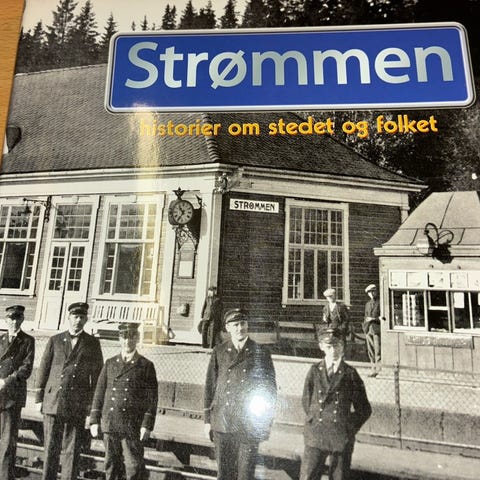 Strømmen
historier om stedet og folket
STRØMMEN